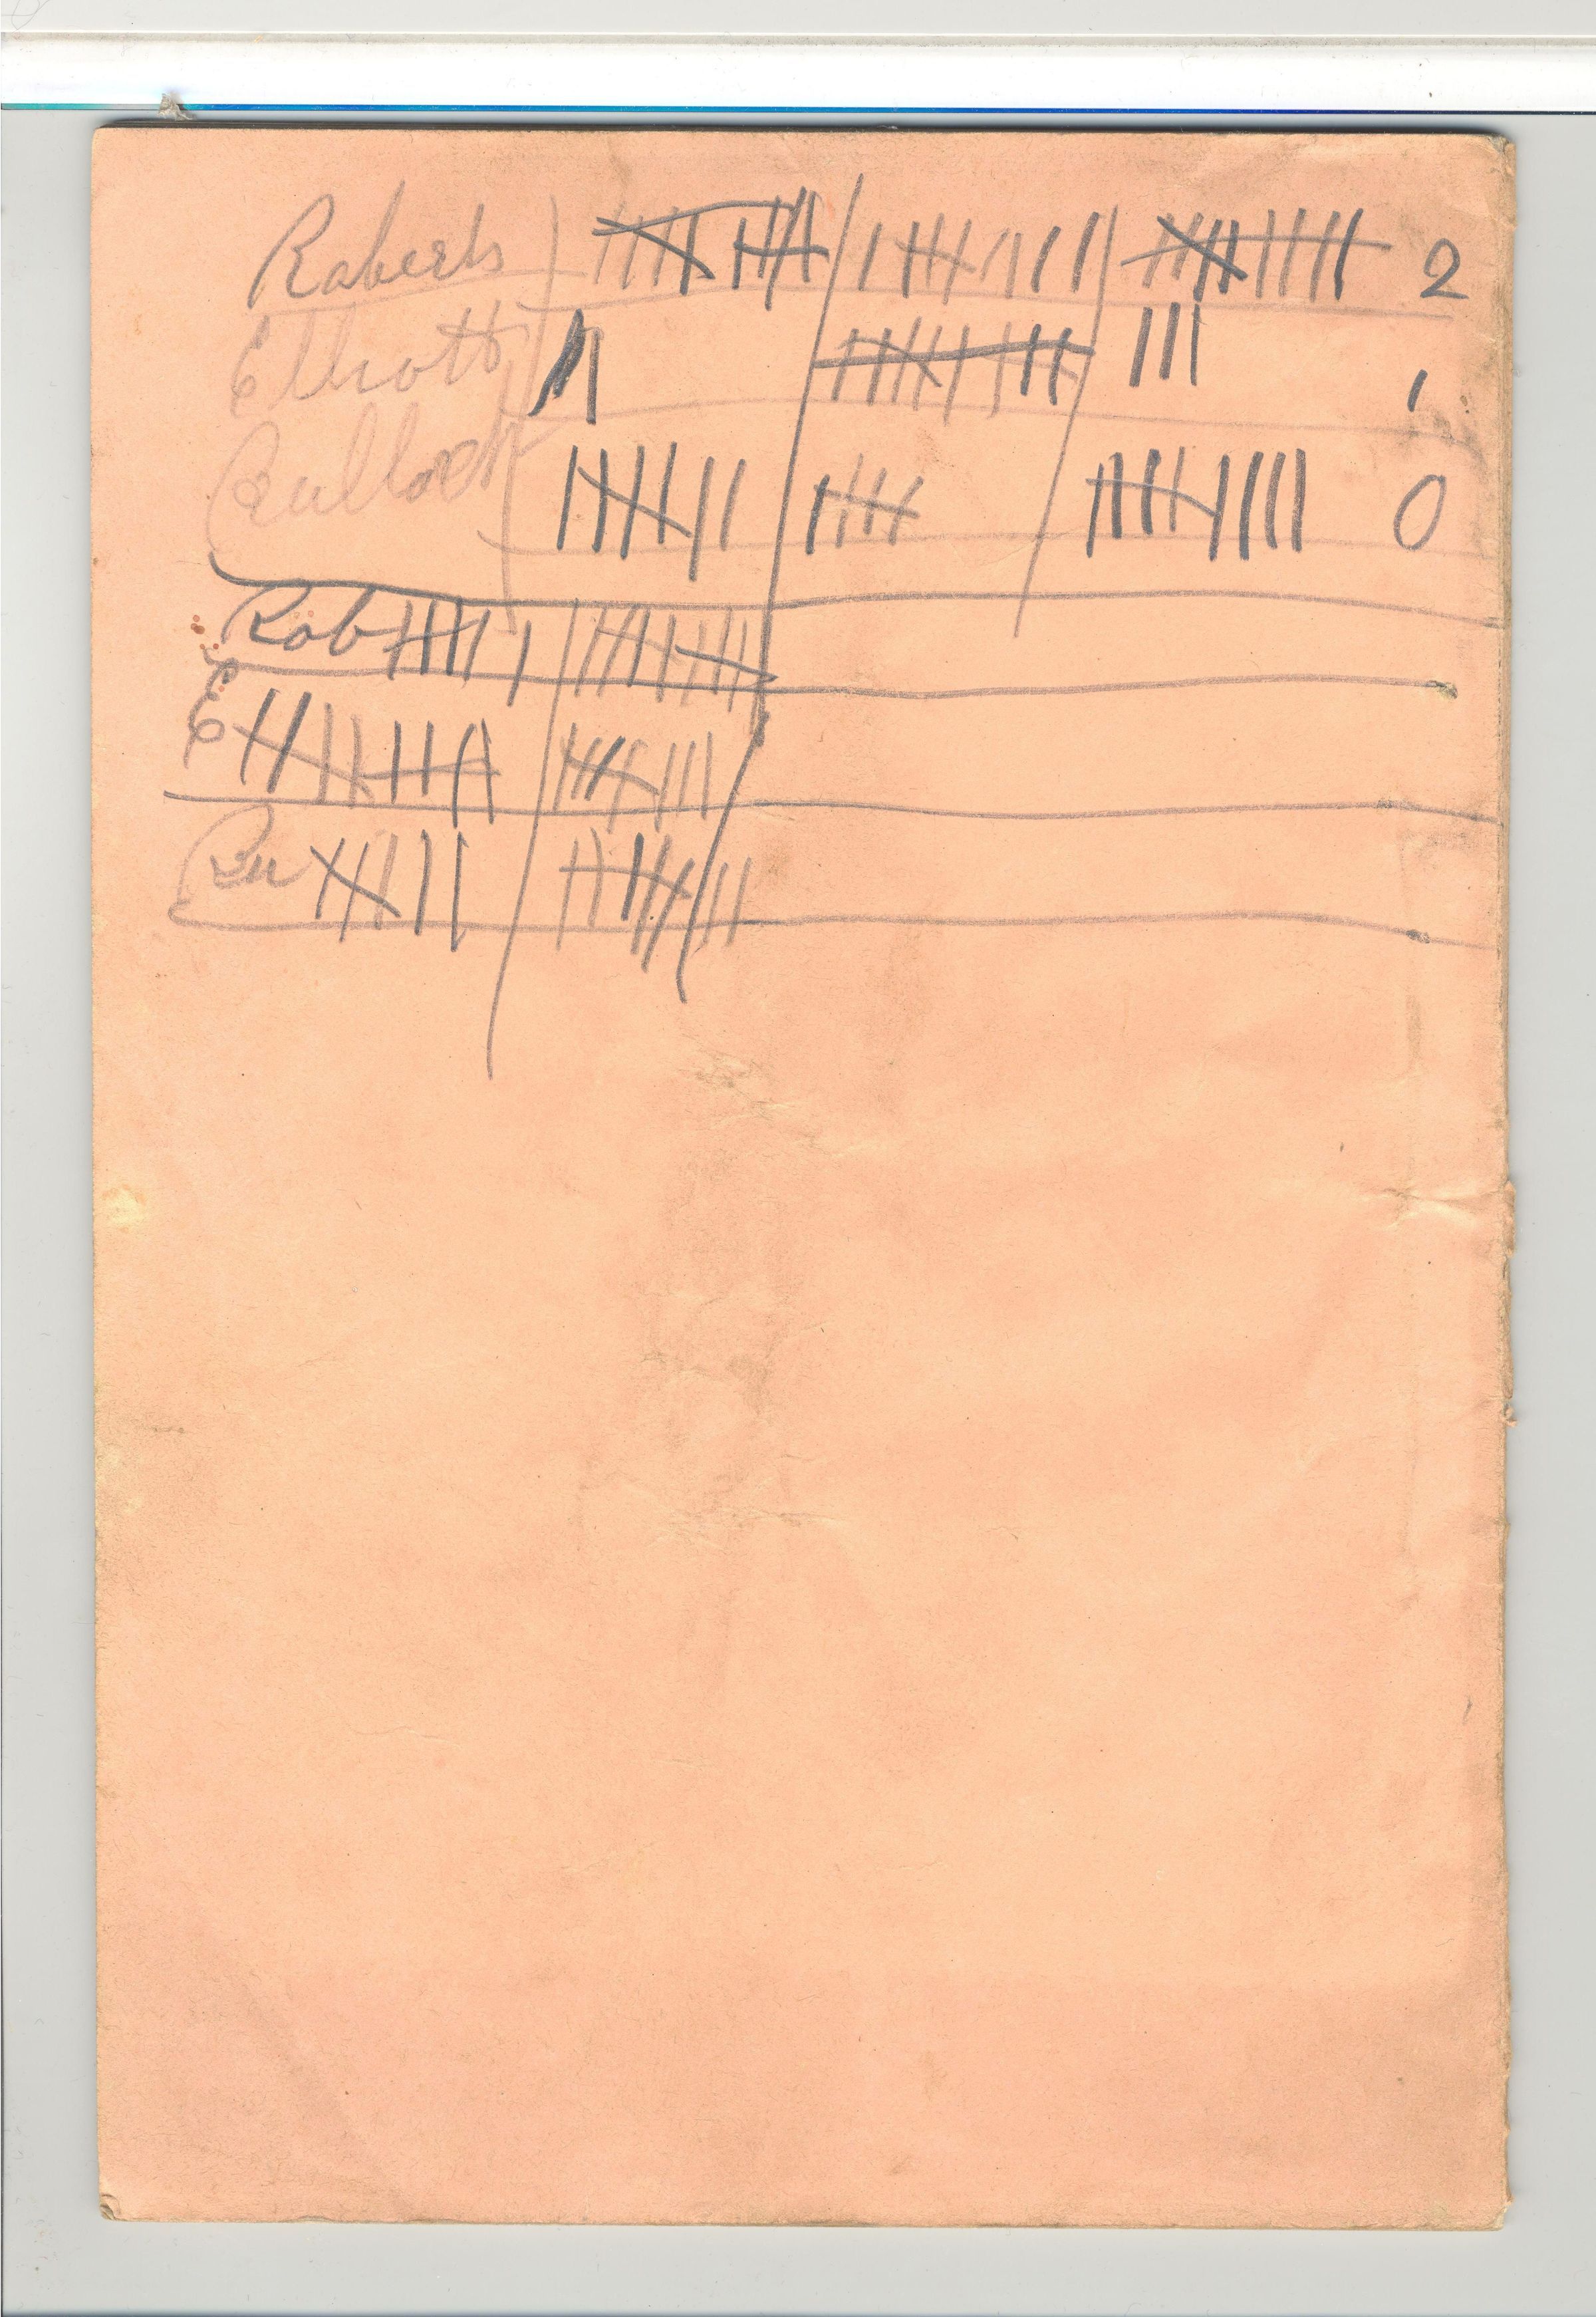 Roberts 2
Elliott 1
Bullock 0
Rob
E
Bu